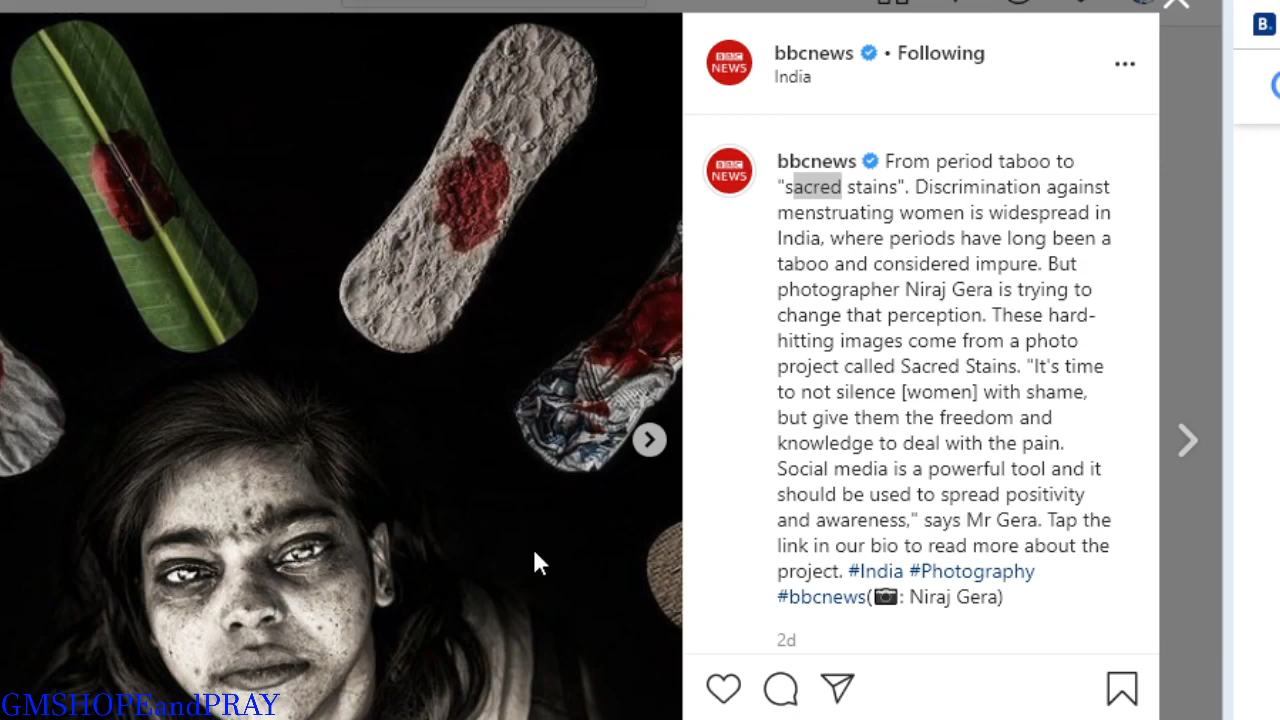 B.
bbcnews • Following
BBC
NEWS
India
BBC
NEWS
bbcnews From period taboo to
"sacred stains". Discrimination against
menstruating women is widespread in
India, where periods have long been a
taboo and considered impure. But
photographer Niraj Gera is trying to
change that perception. These hard-
hitting images come from a photo
project called Sacred Stains. "It's time
to not silence [women] with shame,
but give them the freedom and
knowledge to deal with the pain.
Social media is a powerful tool and it
should be used to spread positivity
and awareness," says Mr Gera. Tap the
link in our bio to read more about the
project. #India #Photography
#bbcnews(📷: Niraj Gera)
2d
GMSHOPEandPRAY